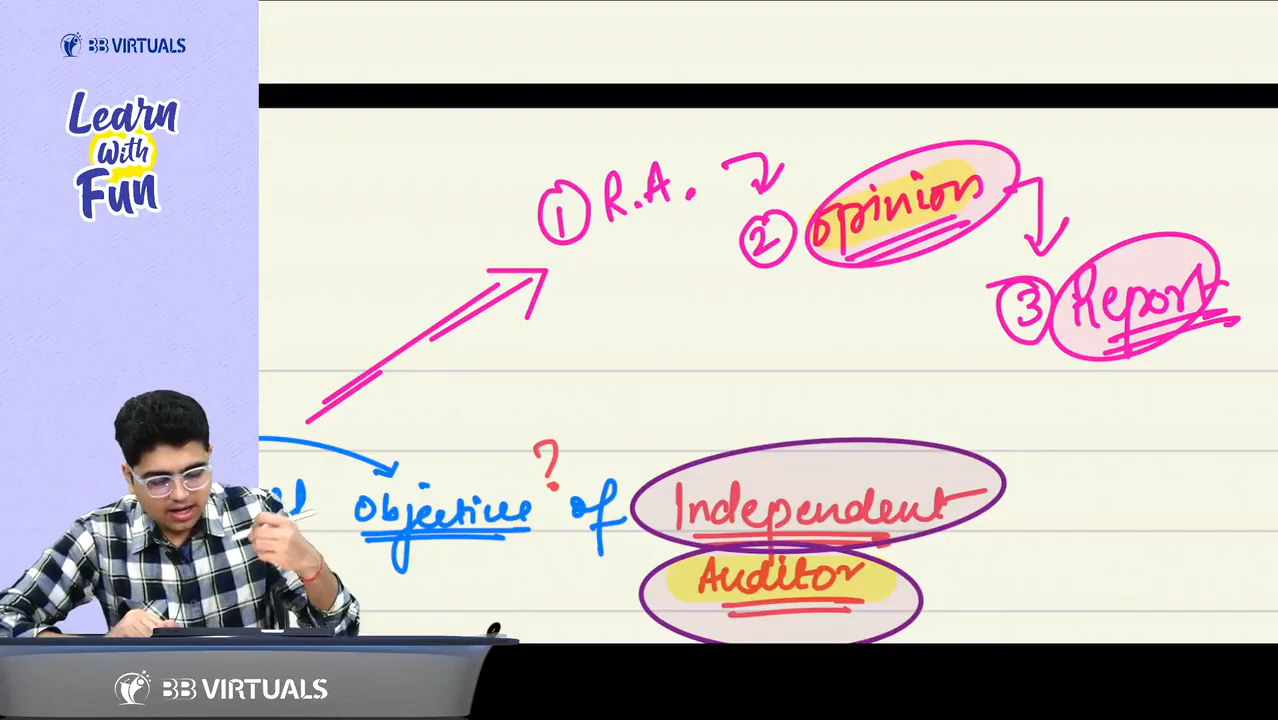 BB VIRTUALS
Learn
with
Fun
① R.A.
② opinion
③ Report
?
Objective of Independent
Auditor
BB VIRTUALS